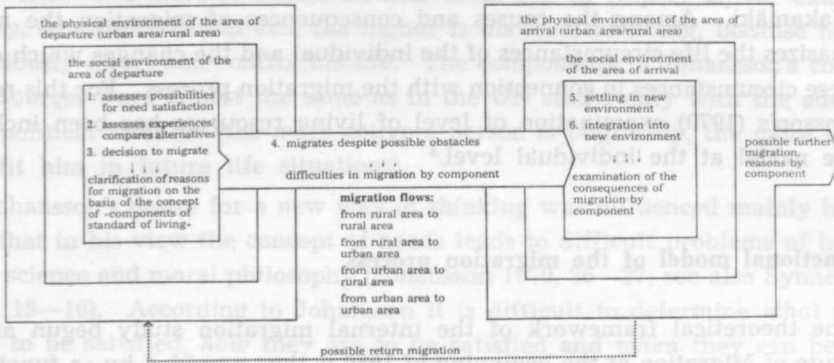 the physical environment of the area of
departure (urban area/rural area)
the social environment of the
area of departure
1. assesses possibilities
for need satisfaction
2. assesses experiences
compares alternatives
3. decision to migrate
. . . .
clarification of reasons
for migration on the
basis of the concept
of -components of
standard of living-
4. migrates despite possible obstacles
. . . .
difficulties in migration by component
migration flows:
from rural area to
rural area
from rural area to
urban area
from urban area to
rural area
from urban area to
urban area
the physical environment of the area of
arrival (urban area/rural area)
the social environment
of the area of arrival
5. settling in new
environment
6. integration into
new environment
. . . .
examination of the
consequences of
migration by
component
possible further
migration,
reasons by
component
possible return migration